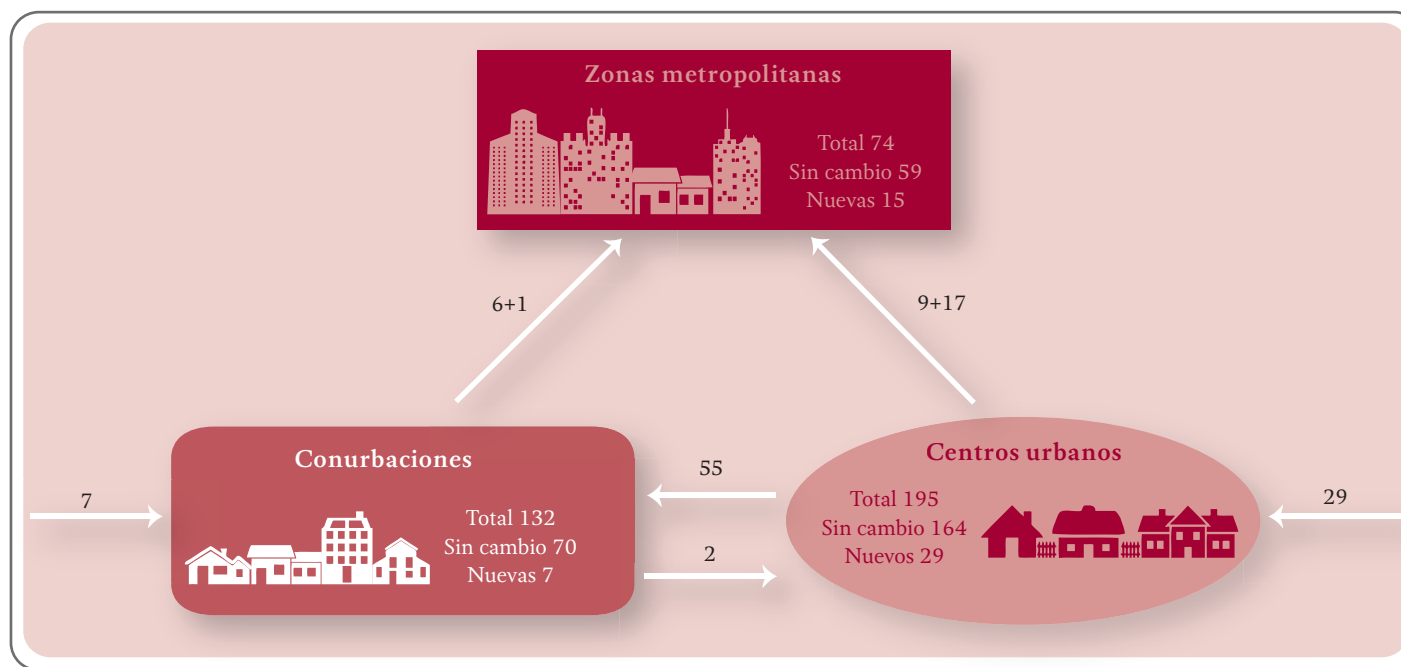 Zonas metropolitanas
Total 74
Sin cambio 59
Nuevas 15
6+1
9+17
Conurbaciones
Total 132
Sin cambio 70
Nuevas 7
7
55
2
Centros urbanos
Total 195
Sin cambio 164
Nuevos 29
29